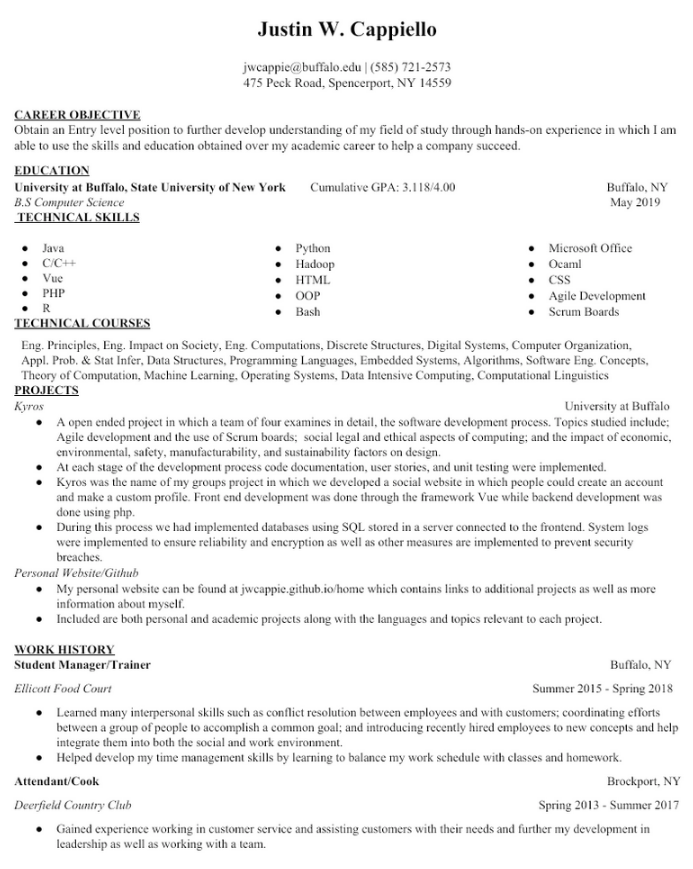 Justin W. Cappiello
jwcappie@buffalo.edu | (585) 721-2573
475 Peck Road, Spencerport, NY 14559
CAREER OBJECTIVE
Obtain an Entry level position to further develop understanding of my field of study through hands-on experience in which I am
able to use the skills and education obtained over my academic career to help a company succeed.
EDUCATION
University at Buffalo, State University of New York Cumulative GPA: 3.118/4.00 Buffalo, NY
B.S Computer Science May 2019
TECHNICAL SKILLS
● Java ● Python ● Microsoft Office
● C/C++ ● Hadoop ● Ocaml
● Vue ● HTML ● CSS
● PHP ● OOP ● Agile Development
● R ● Bash ● Scrum Boards
TECHNICAL COURSES
Eng. Principles, Eng. Impact on Society, Eng. Computations, Discrete Structures, Digital Systems, Computer Organization,
Appl. Prob. & Stat Infer, Data Structures, Programming Languages, Embedded Systems, Algorithms, Software Eng. Concepts,
Theory of Computation, Machine Learning, Operating Systems, Data Intensive Computing, Computational Linguistics
PROJECTS
Kyros University at Buffalo
● A open ended project in which a team of four examines in detail, the software development process. Topics studied include;
Agile development and the use of Scrum boards; social legal and ethical aspects of computing; and the impact of economic,
environmental, safety, manufacturability, and sustainability factors on design.
● At each stage of the development process code documentation, user stories, and unit testing were implemented.
● Kyros was the name of my groups project in which we developed a social website in which people could create an account
and make a custom profile. Front end development was done through the framework Vue while backend development was
done using php.
● During this process we had implemented databases using SQL stored in a server connected to the frontend. System logs
were implemented to ensure reliability and encryption as well as other measures are implemented to prevent security
breaches.
Personal Website/Github
● My personal website can be found at jwcappie.github.io/home which contains links to additional projects as well as more
information about myself.
● Included are both personal and academic projects along with the languages and topics relevant to each project.
WORK HISTORY
Student Manager/Trainer Buffalo, NY
Ellicott Food Court Summer 2015 - Spring 2018
● Learned many interpersonal skills such as conflict resolution between employees and with customers; coordinating efforts
between a group of people to accomplish a common goal; and introducing recently hired employees to new concepts and help
integrate them into both the social and work environment.
● Helped develop my time management skills by learning to balance my work schedule with classes and homework.
Attendant/Cook Brockport, NY
Deerfield Country Club Spring 2013 - Summer 2017
● Gained experience working in customer service and assisting customers with their needs and further my development in
leadership as well as working with a team.